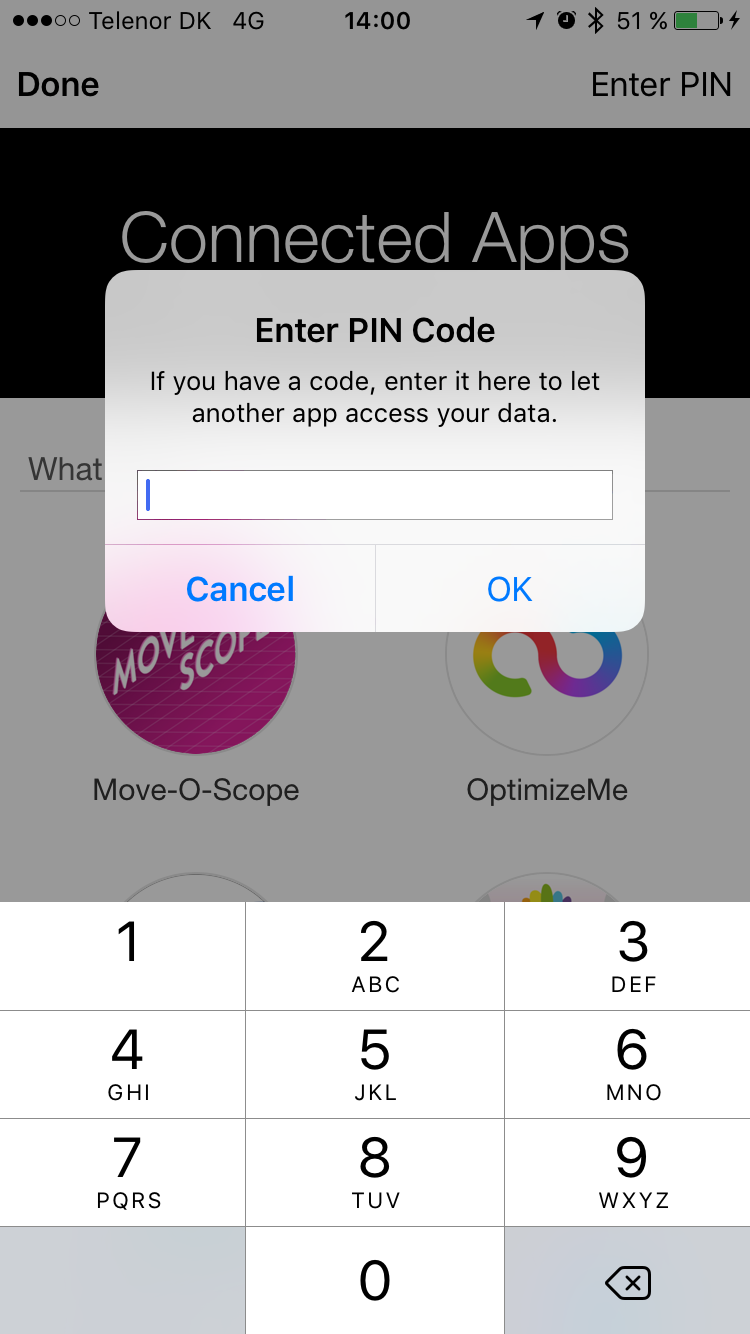 Telenor DK 4G 14:00 51 %
Done Enter PIN
Connected Apps
Enter PIN Code
If you have a code, enter it here to let
another app access your data.
What
Cancel OK
MOVE
SCOPE
Move-O-Scope OptimizeMe
1 2 3
ABC DEF
4 5 6
GHI JKL MNO
7 8 9
PQRS TUV WXYZ
0